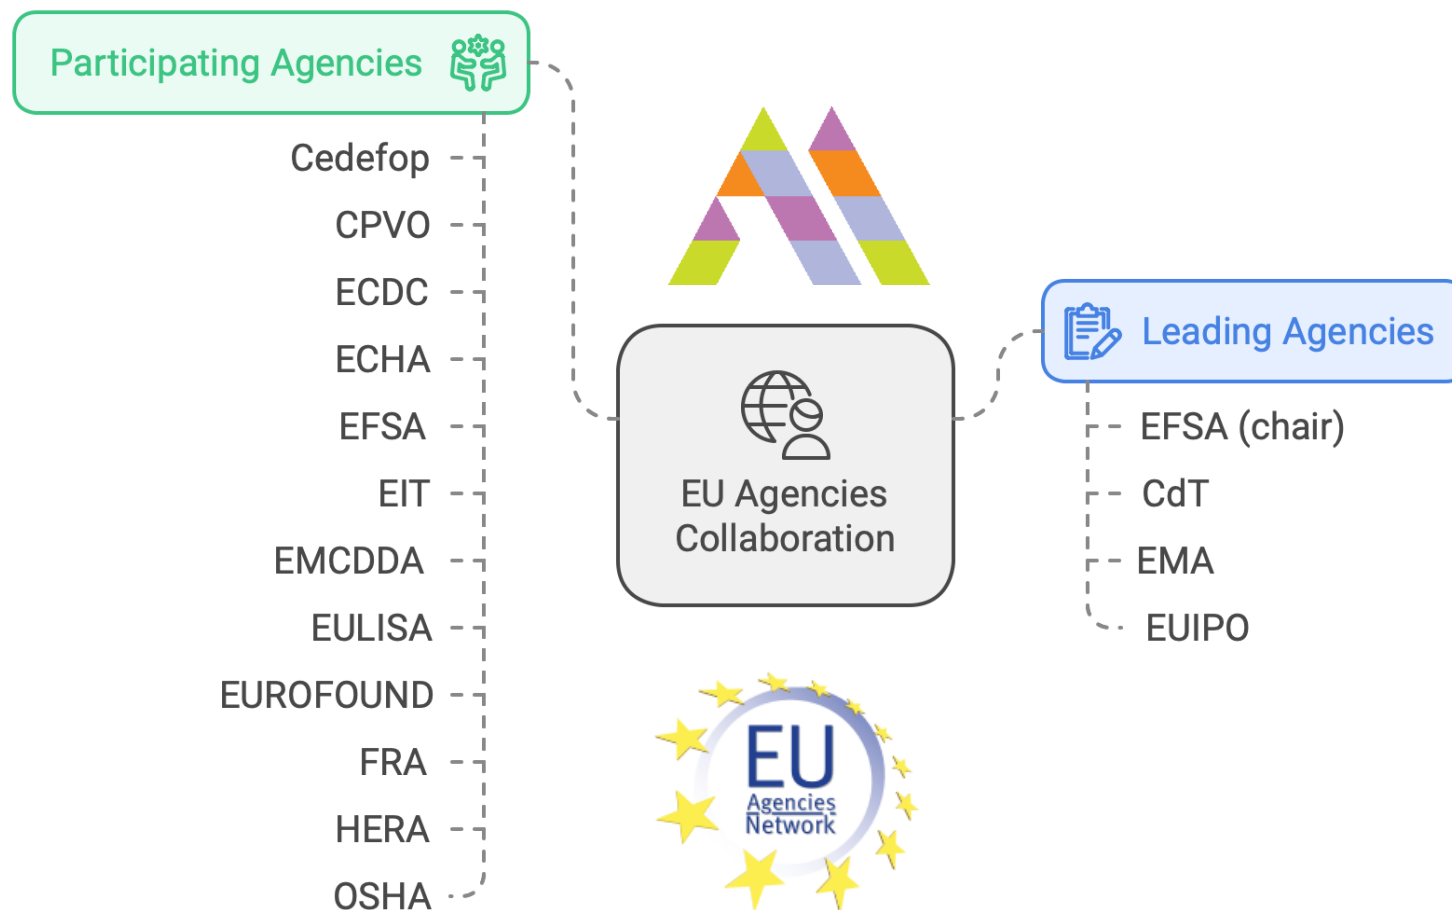 Participating Agencies
Cedefop
CPVO
ECDC
ECHA
EFSA
EIT
EMCDDA
EULISA
EUROFOUND
FRA
HERA
OSHA
EU Agencies
Collaboration
EU
Agencies
Network
Leading Agencies
EFSA (chair)
CdT
EMA
EUIPO